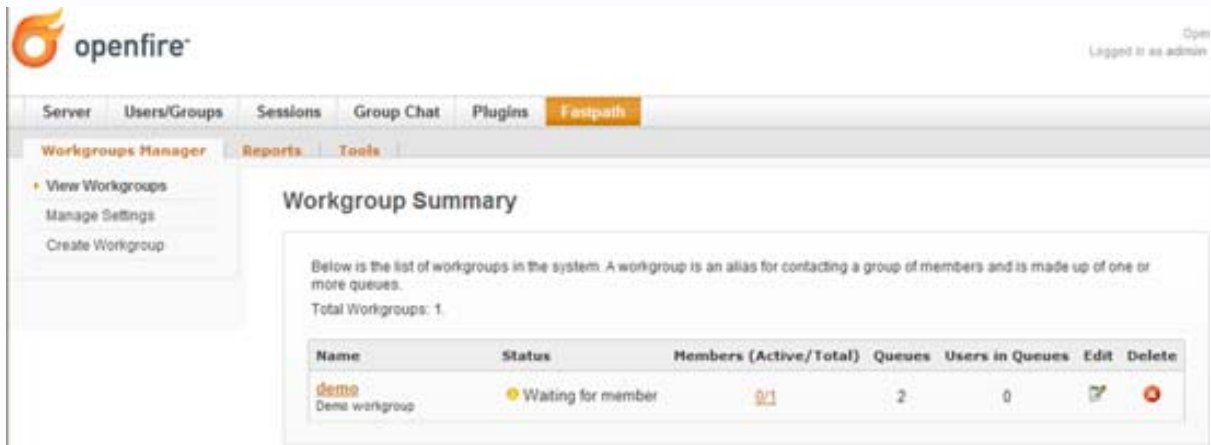 openfire™
Ope
Logged in as admin
Server Users/Groups Sessions Group Chat Plugins Fastpath
Workgroups Manager Reports Tools
View Workgroups
Manage Settings
Create Workgroup
Workgroup Summary
Below is the list of workgroups in the system. A workgroup is an alias for contacting a group of members and is made up of one or
more queues.
Total Workgroups: 1.
Name Status Members (Active/Total) Queues Users in Queues Edit Delete
demo Waiting for member 0/1 2 0
Demo workgroup